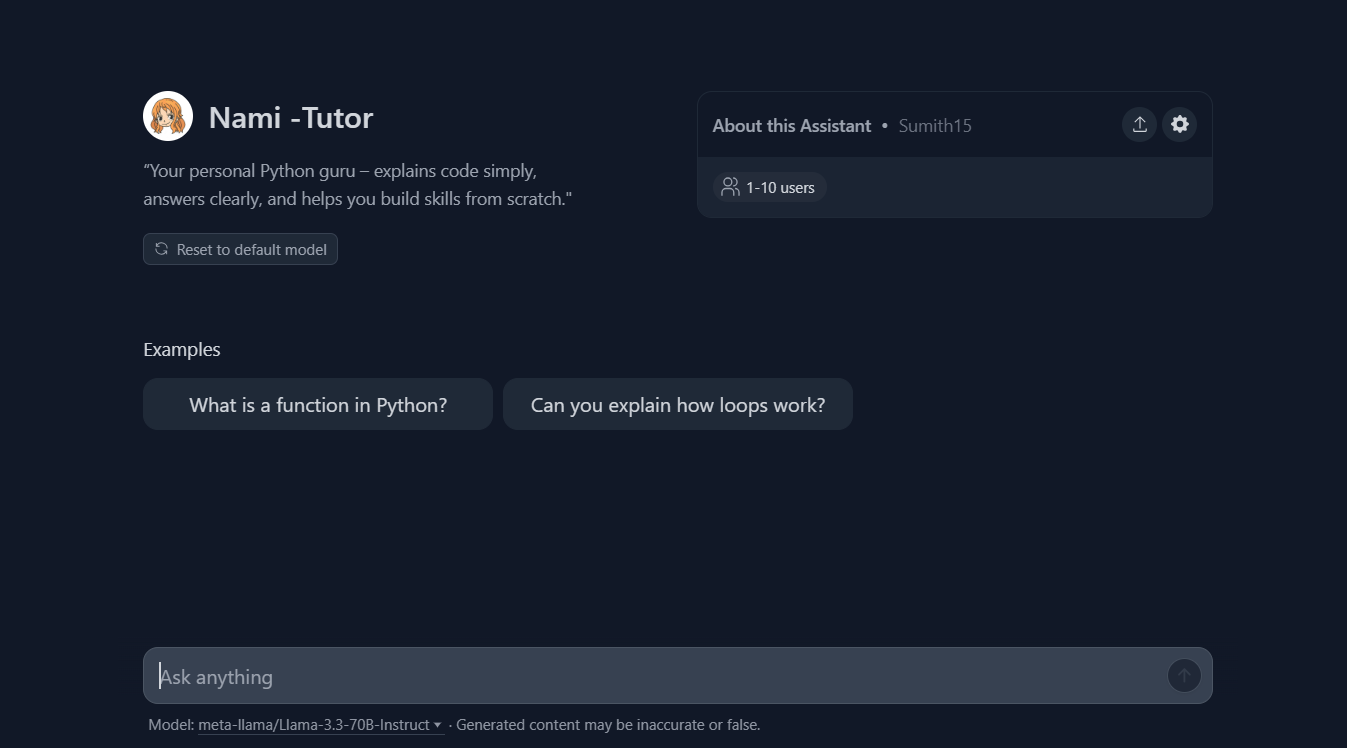 Nami -Tutor
“Your personal Python guru – explains code simply,
answers clearly, and helps you build skills from scratch."
Reset to default model
About this Assistant • Sumith15
1-10 users
Examples
What is a function in Python?
Can you explain how loops work?
Ask anything
Model: meta-llama/Llama-3.3-70B-Instruct · Generated content may be inaccurate or false.